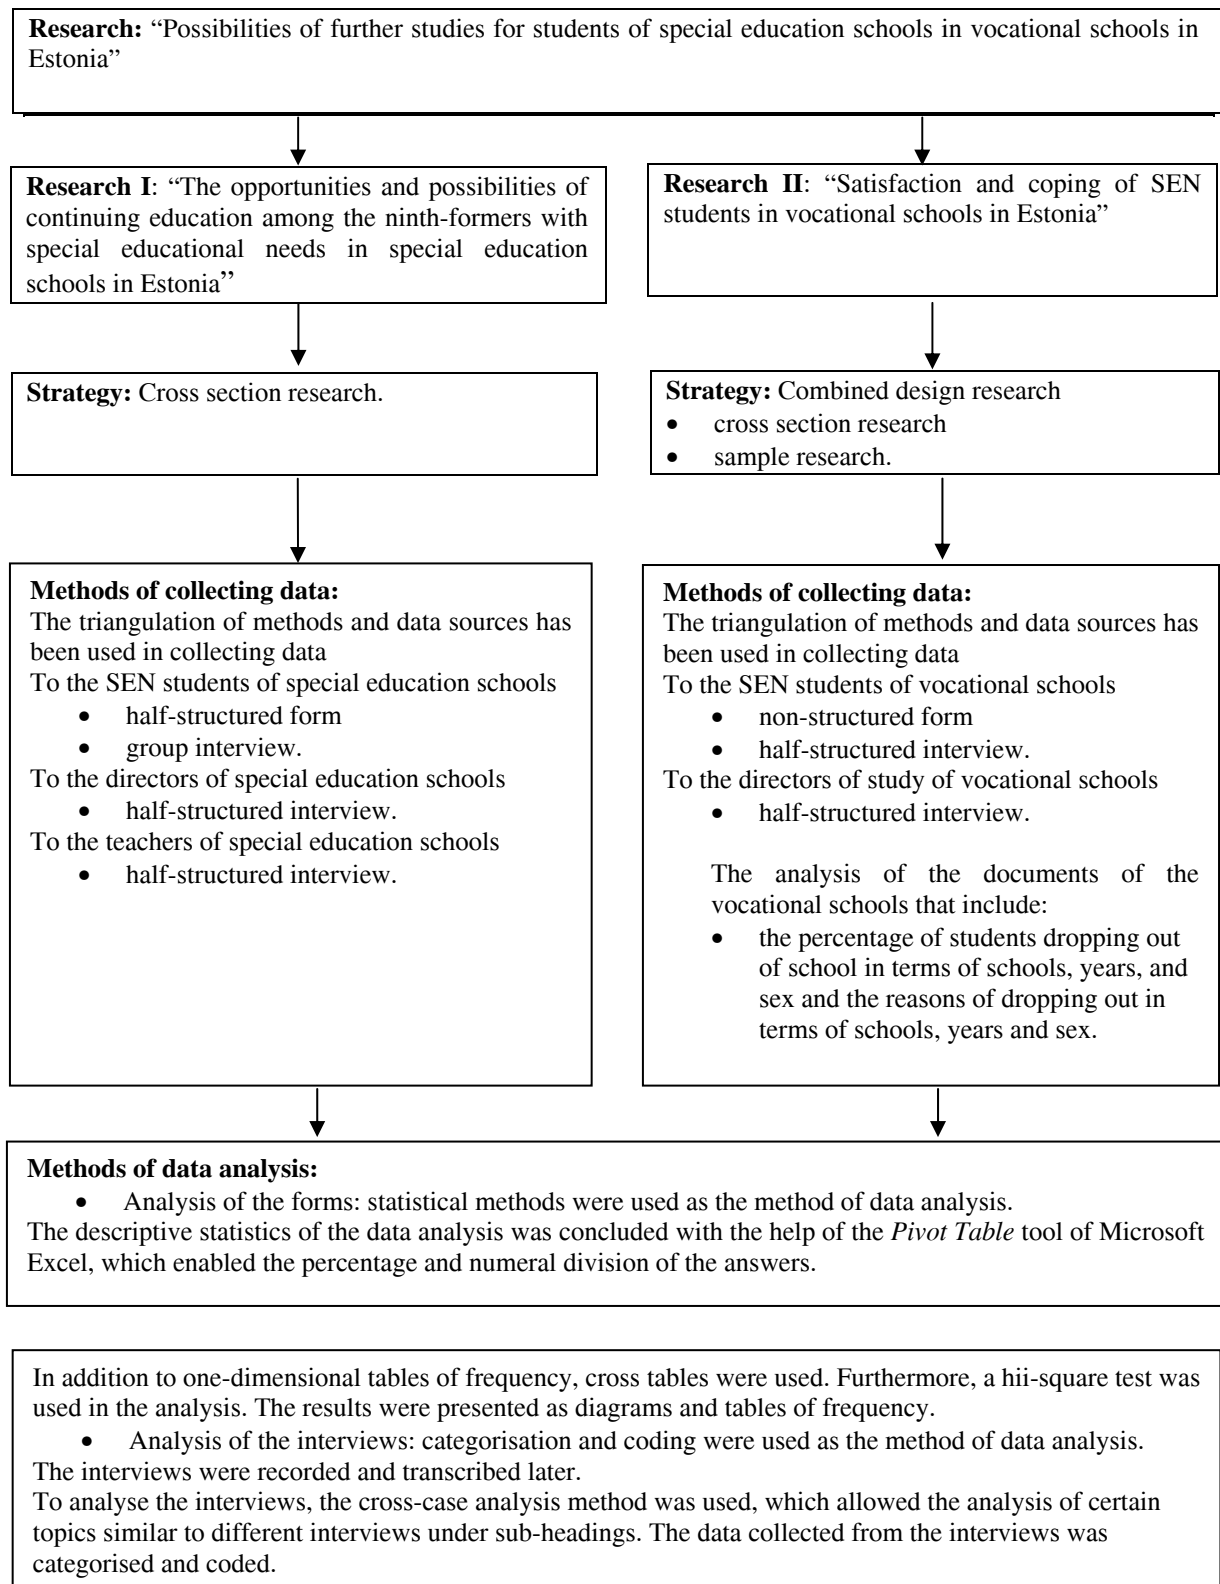 Research: “Possibilities of further studies for students of special education schools in vocational schools in
Estonia”
Research I: “The opportunities and possibilities of
continuing education among the ninth-formers with
special educational needs in special education
schools in Estonia”
Research II: “Satisfaction and coping of SEN
students in vocational schools in Estonia”
Strategy: Cross section research.
Strategy: Combined design research
• cross section research
• sample research.
Methods of collecting data:
The triangulation of methods and data sources has
been used in collecting data
To the SEN students of special education schools
• half-structured form
• group interview.
To the directors of special education schools
• half-structured interview.
To the teachers of special education schools
• half-structured interview.
Methods of collecting data:
The triangulation of methods and data sources has
been used in collecting data
To the SEN students of vocational schools
• non-structured form
• half-structured interview.
To the directors of study of vocational schools
• half-structured interview.
The analysis of the documents of the
vocational schools that include:
• the percentage of students dropping out
of school in terms of schools, years, and
sex and the reasons of dropping out in
terms of schools, years and sex.
Methods of data analysis:
• Analysis of the forms: statistical methods were used as the method of data analysis.
The descriptive statistics of the data analysis was concluded with the help of the Pivot Table tool of Microsoft
Excel, which enabled the percentage and numeral division of the answers.
In addition to one-dimensional tables of frequency, cross tables were used. Furthermore, a hii-square test was
used in the analysis. The results were presented as diagrams and tables of frequency.
• Analysis of the interviews: categorisation and coding were used as the method of data analysis.
The interviews were recorded and transcribed later.
To analyse the interviews, the cross-case analysis method was used, which allowed the analysis of certain
topics similar to different interviews under sub-headings. The data collected from the interviews was
categorised and coded.